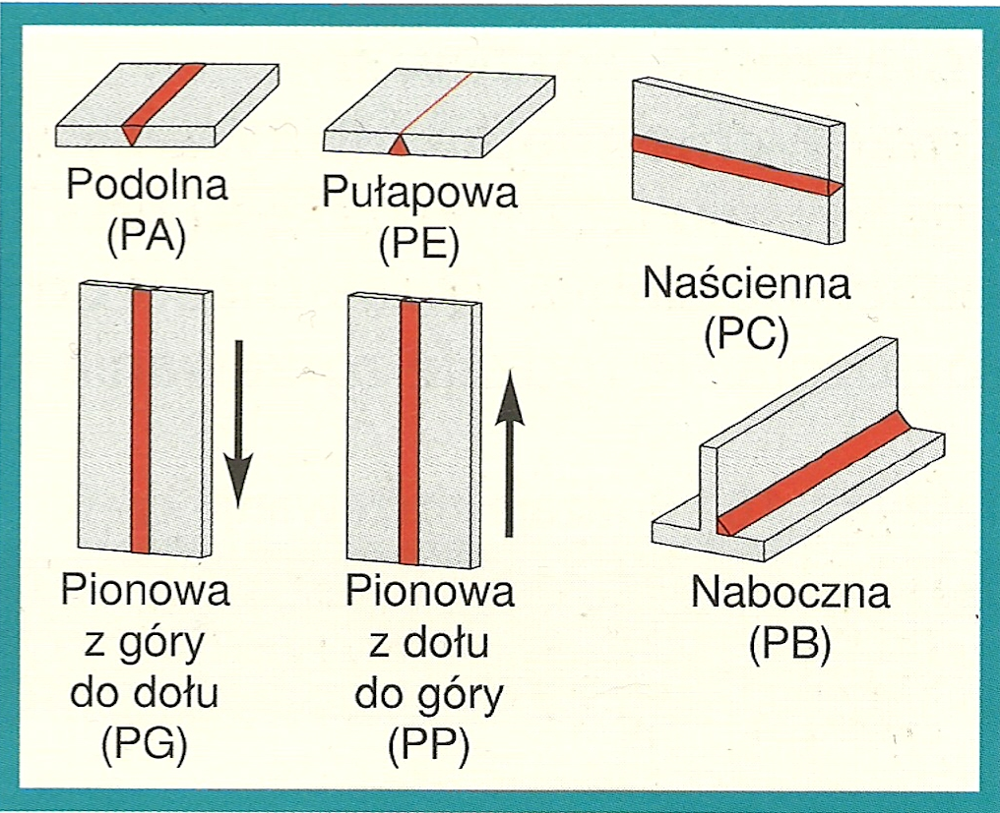 Podolna
(PA)
Pułapowa
(PE)
Naścienna
(PC)
Pionowa
z góry
do dołu
(PG)
Pionowa
z dołu
do góry
(PP)
Naboczna
(PB)